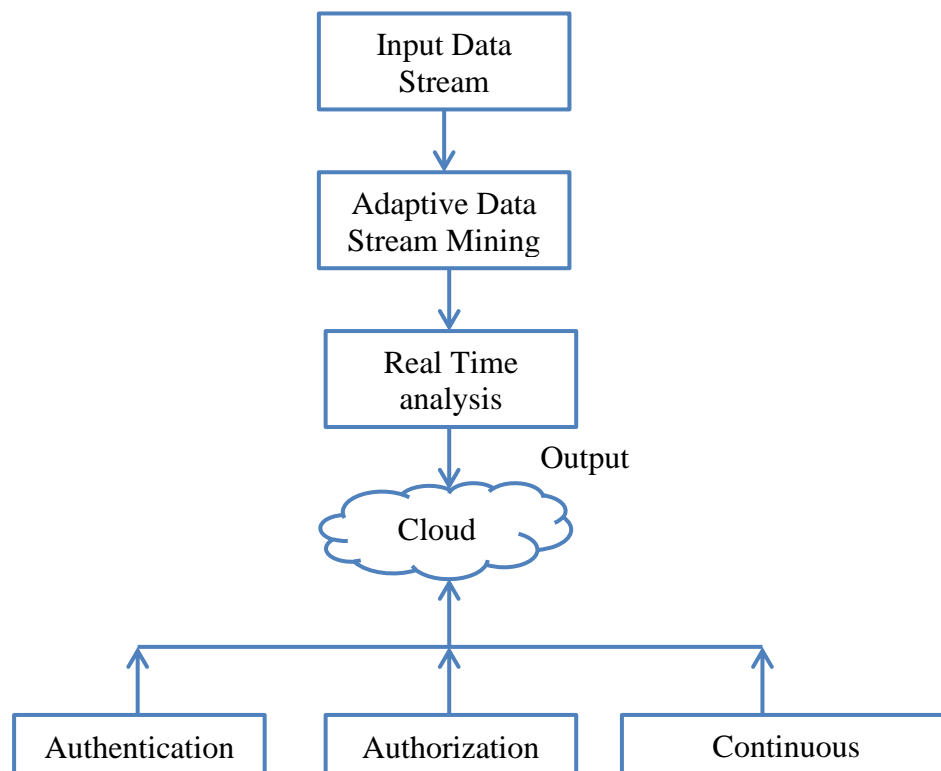 Input Data
Stream
Adaptive Data
Stream Mining
Real Time
analysis
Output
Cloud
Authentication
Authorization
Continuous